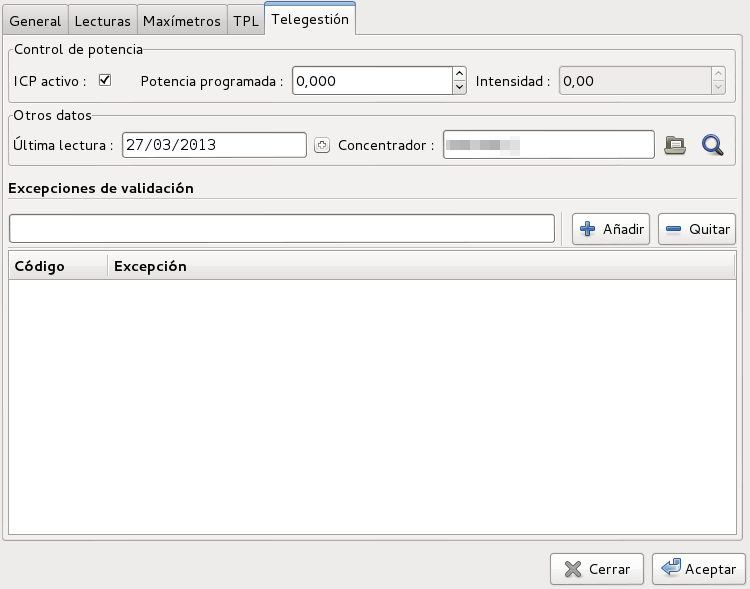 General Lecturas Maxímetros TPL Telegestión
Control de potencia
ICP activo : Potencia programada : 0,000 Intensidad : 0,00
Otros datos
Última lectura : 27/03/2013 Concentrador :
Excepciones de validación
Añadir Quitar
Código Excepción
Cerrar Aceptar